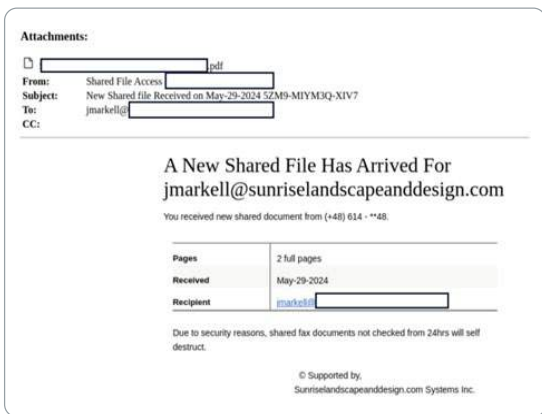 Attachments:
.pdf
From: Shared File Access
Subject: New Shared file Received on May-29-2024 5ZM9-MIYM3Q-XIV7
To: jmarkell@
CC:
A New Shared File Has Arrived For
jmarkell@sunriselandscapeanddesign.com
You received new shared document from (+48) 614 - **48.
Pages 2 full pages
Received May-29-2024
Recipient jmarkell@
Due to security reasons, shared fax documents not checked from 24hrs will self
destruct.
© Supported by,
Sunriselandscapeanddesign.com Systems Inc.